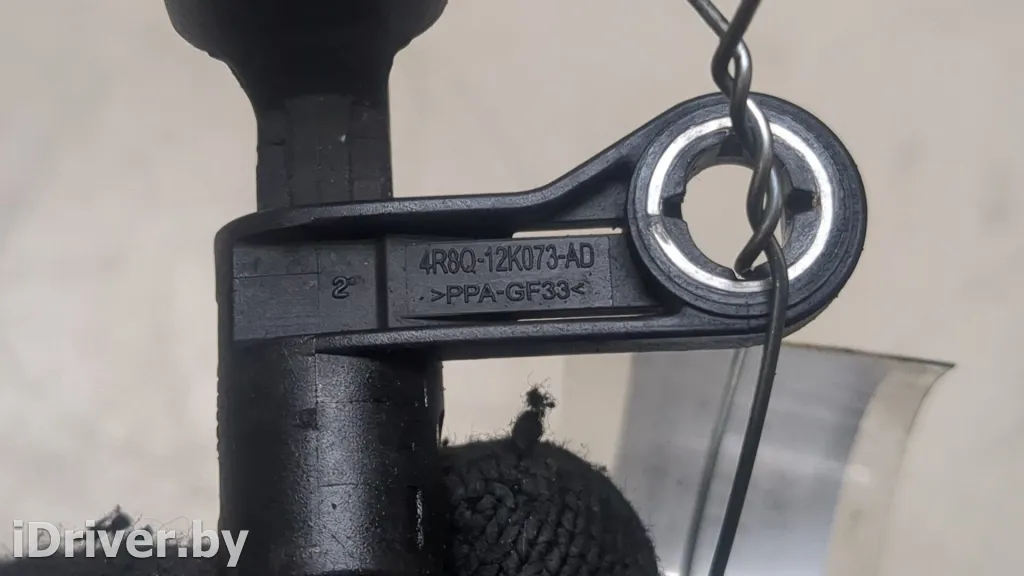 4R8Q-12K073-AD
2°
>PPA-GF33<
iDriver.by